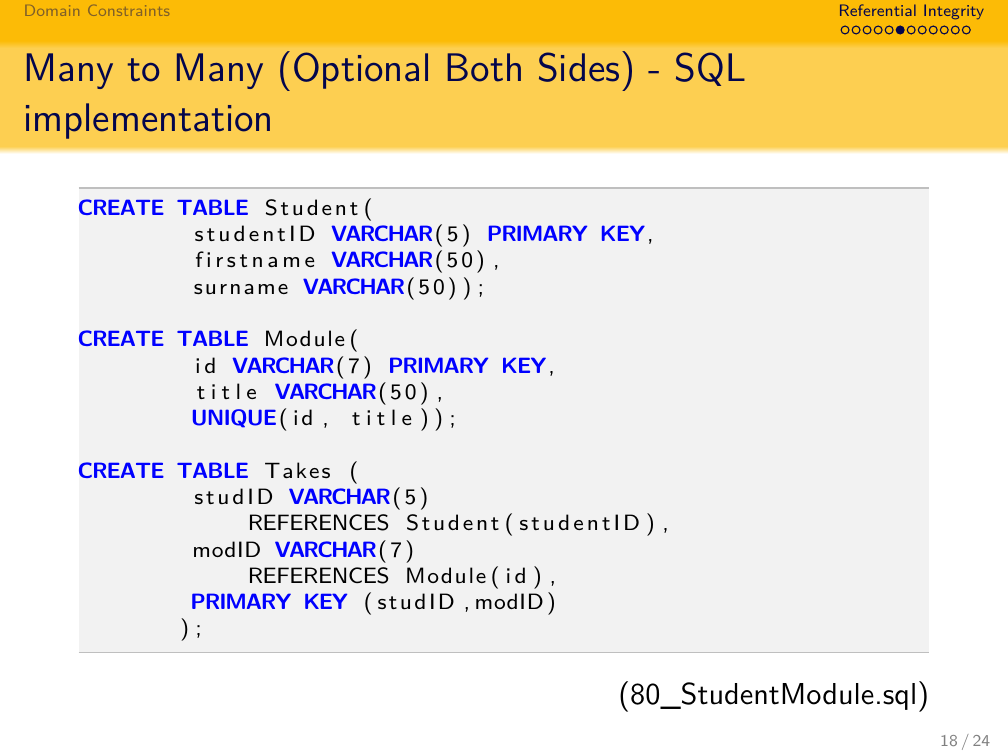 Domain Constraints
Referential Integrity
Many to Many (Optional Both Sides) - SQL
implementation
CREATE TABLE Student(
studentID VARCHAR(5) PRIMARY KEY,
firstname VARCHAR(50),
surname VARCHAR(50));
CREATE TABLE Module(
id VARCHAR(7) PRIMARY KEY,
title VARCHAR(50),
UNIQUE(id, title));
CREATE TABLE Takes (
studID VARCHAR(5)
REFERENCES Student(studentID),
modID VARCHAR(7)
REFERENCES Module(id),
PRIMARY KEY (studID,modID)
);
(80_StudentModule.sql)
18 / 24